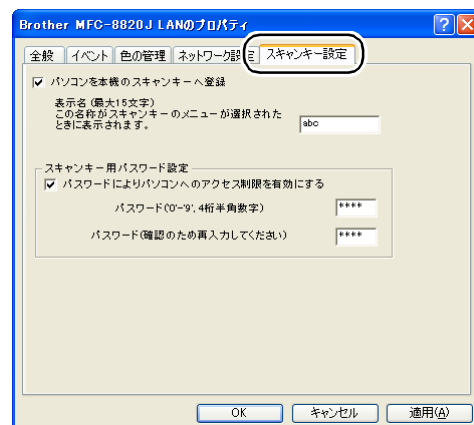 Brother MFC-8820J LANのプロパティ
全般 イベント 色の管理 ネットワーク設定 スキャンキー設定
パソコンを本機のスキャンキーへ登録
表示名(最大15文字)
この名称がスキャンキーのメニューが選択された
ときに表示されます。
abc
スキャンキー用パスワード設定
パスワードによりパソコンへのアクセス制限を有効にする
パスワード('0'-'9', 4桁半角数字) ****
パスワード(確認のため再入力してください) ****
OK キャンセル 適用(A)